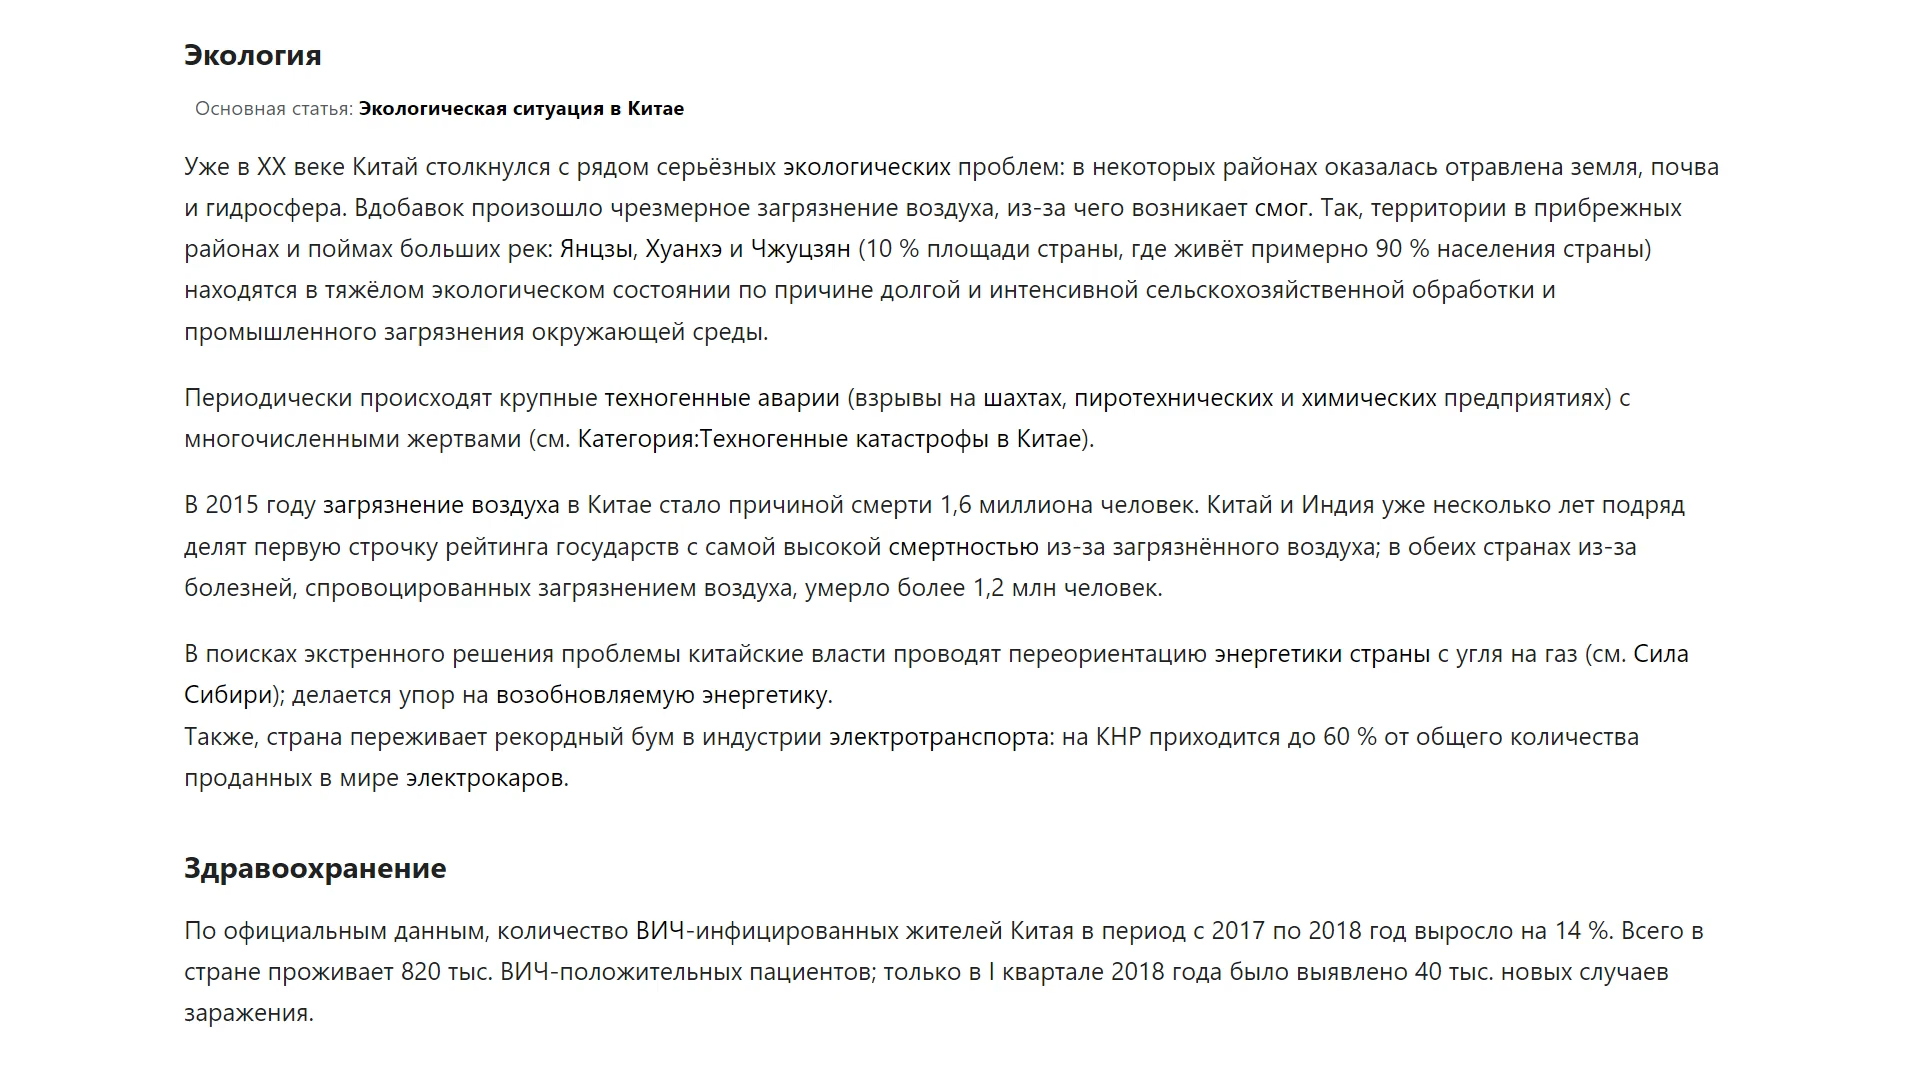 Экология
Основная статья: Экологическая ситуация в Китае
Уже в XX веке Китай столкнулся с рядом серьёзных экологических проблем: в некоторых районах оказалась отравлена земля, почва
и гидросфера. Вдобавок произошло чрезмерное загрязнение воздуха, из-за чего возникает смог. Так, территории в прибрежных
районах и поймах больших рек: Янцзы, Хуанхэ и Чжуцзян (10 % площади страны, где живёт примерно 90 % населения страны)
находятся в тяжёлом экологическом состоянии по причине долгой и интенсивной сельскохозяйственной обработки и
промышленного загрязнения окружающей среды.
Периодически происходят крупные техногенные аварии (взрывы на шахтах, пиротехнических и химических предприятиях) с
многочисленными жертвами (см. Категория:Техногенные катастрофы в Китае).
В 2015 году загрязнение воздуха в Китае стало причиной смерти 1,6 миллиона человек. Китай и Индия уже несколько лет подряд
делят первую строчку рейтинга государств с самой высокой смертностью из-за загрязнённого воздуха; в обеих странах из-за
болезней, спровоцированных загрязнением воздуха, умерло более 1,2 млн человек.
В поисках экстренного решения проблемы китайские власти проводят переориентацию энергетики страны с угля на газ (см. Сила
Сибири); делается упор на возобновляемую энергетику.
Также, страна переживает рекордный бум в индустрии электротранспорта: на КНР приходится до 60 % от общего количества
проданных в мире электрокаров.
Здравоохранение
По официальным данным, количество ВИЧ-инфицированных жителей Китая в период с 2017 по 2018 год выросло на 14 %. Всего в
стране проживает 820 тыс. ВИЧ-положительных пациентов; только в I квартале 2018 года было выявлено 40 тыс. новых случаев
заражения.